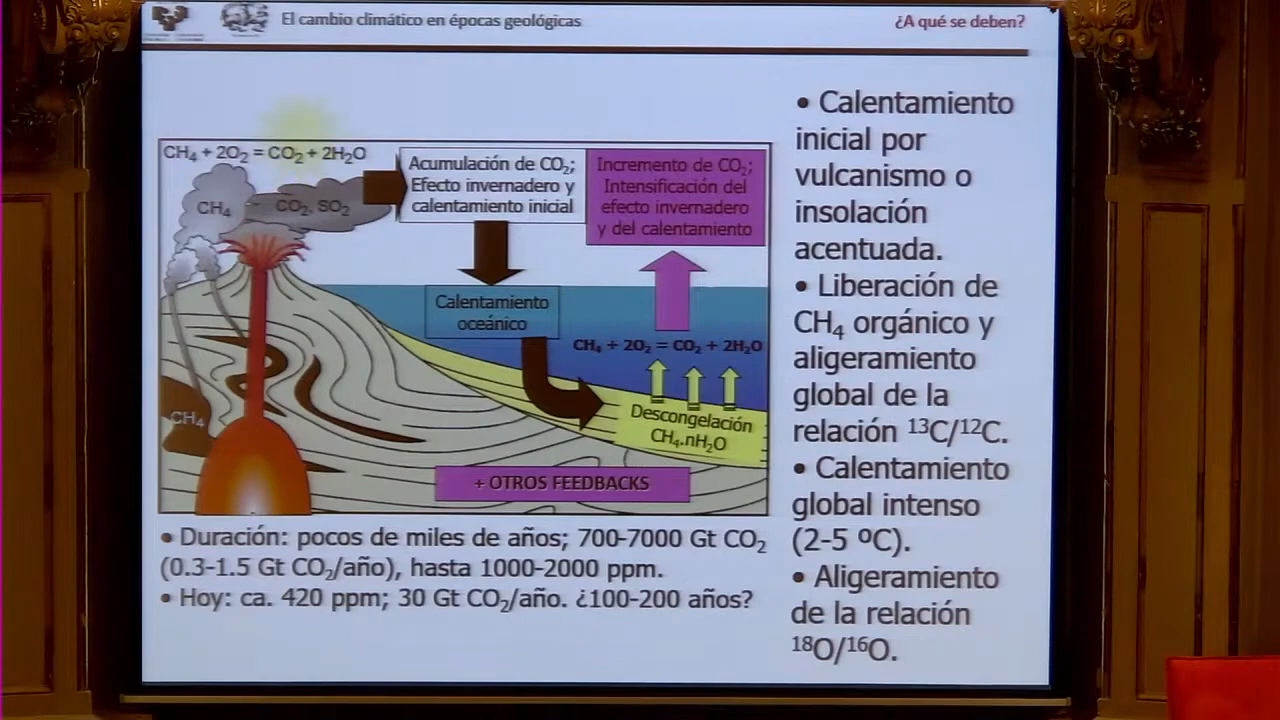 El cambio climático en épocas geológicas
¿A qué se deben?
CH₄ + 2O₂ = CO₂ + 2H₂O
CH₄
CO₂, SO₂
Acumulación de CO₂;
Efecto invernadero y
calentamiento inicial
Incremento de CO₂;
Intensificación del
efecto invernadero
y del calentamiento
Calentamiento
oceánico
CH₄ + 2O₂ = CO₂ + 2H₂O
CH₄
Descongelación
CH₄.nH₂O
+ OTROS FEEDBACKS
• Duración: pocos de miles de años; 700-7000 Gt CO₂
(0.3-1.5 Gt CO₂/año), hasta 1000-2000 ppm.
• Hoy: ca. 420 ppm; 30 Gt CO₂/año. ¿100-200 años?
• Calentamiento
inicial por
vulcanismo o
insolación
acentuada.
• Liberación de
CH₄ orgánico y
aligeramiento
global de la
relación ¹³C/¹²C.
• Calentamiento
global intenso
(2-5 ºC).
• Aligeramiento
de la relación
¹⁸O/¹⁶O.